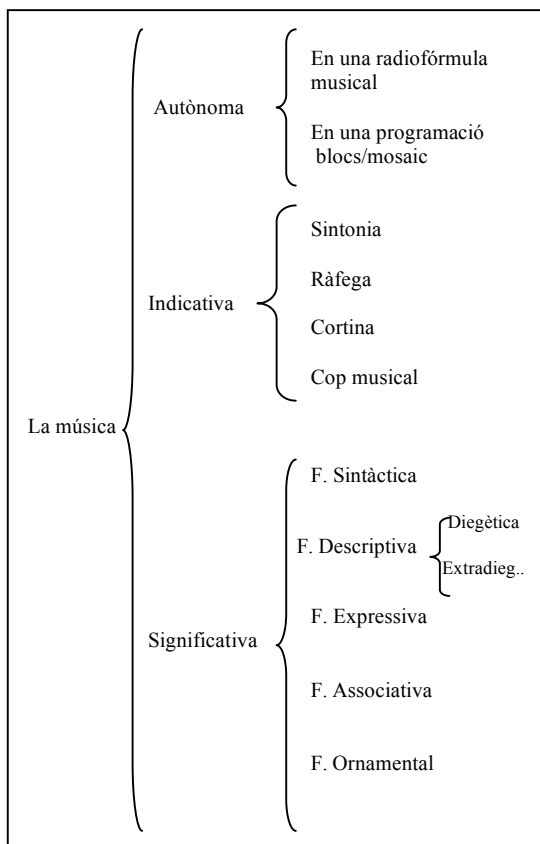 La música
Autònoma
En una radiofórmula
musical
En una programació
blocs/mosaic
Indicativa
Sintonia
Ràfega
Cortina
Cop musical
Significativa
F. Sintàctica
F. Descriptiva
Diegètica
Extradieg..
F. Expressiva
F. Associativa
F. Ornamental